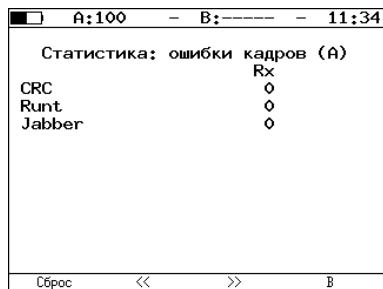 A:100 – B:----- – 11:34
Статистика: ошибки кадров (A)
Rx
CRC 0
Runt 0
Jabber 0
Сброс << >> B